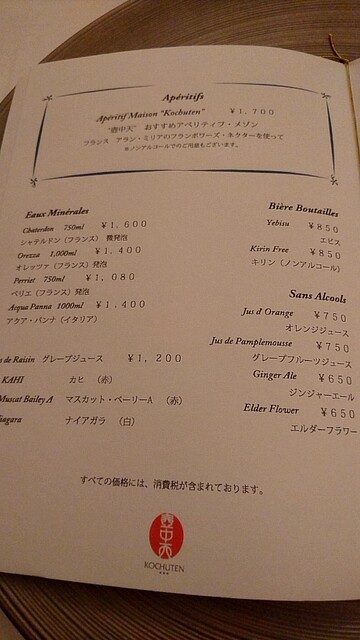 Apéritifs
Apéritif Maison "Kochuten" ￥1,700
"壺中天" おすすめアペリティフ・メゾン
フランス アラン・ミリアのフランボワーズ・ネクターを使って
※ノンアルコールでのご用意もございます。
Eaux Minérales
Chateldon 750ml ￥1,600
シャテルドン（フランス） 微発泡
Orezza 1,000ml ￥1,400
オレッツァ（フランス）発泡
Perrier 750ml ￥1,080
ペリエ（フランス）発泡
Acqua Panna 1000ml ￥1,400
アクア・パンナ（イタリア）
s de Raisin グレープジュース ￥1,200
KAHI カヒ （赤）
Muscat Bailey A マスカット・ベーリーA （赤）
iagara ナイアガラ （白）
Bière Boutailles
Yebisu ￥850
エビス
Kirin Free ￥850
キリン（ノンアルコール）
Sans Alcools
Jus d'Orange ￥750
オレンジジュース
Jus de Pamplemousse ￥750
グレープフルーツジュース
Ginger Ale ￥650
ジンジャーエール
Elder Flower ￥650
エルダーフラワー
すべての価格には、消費税が含まれております。
壺中天
KOCHUTEN